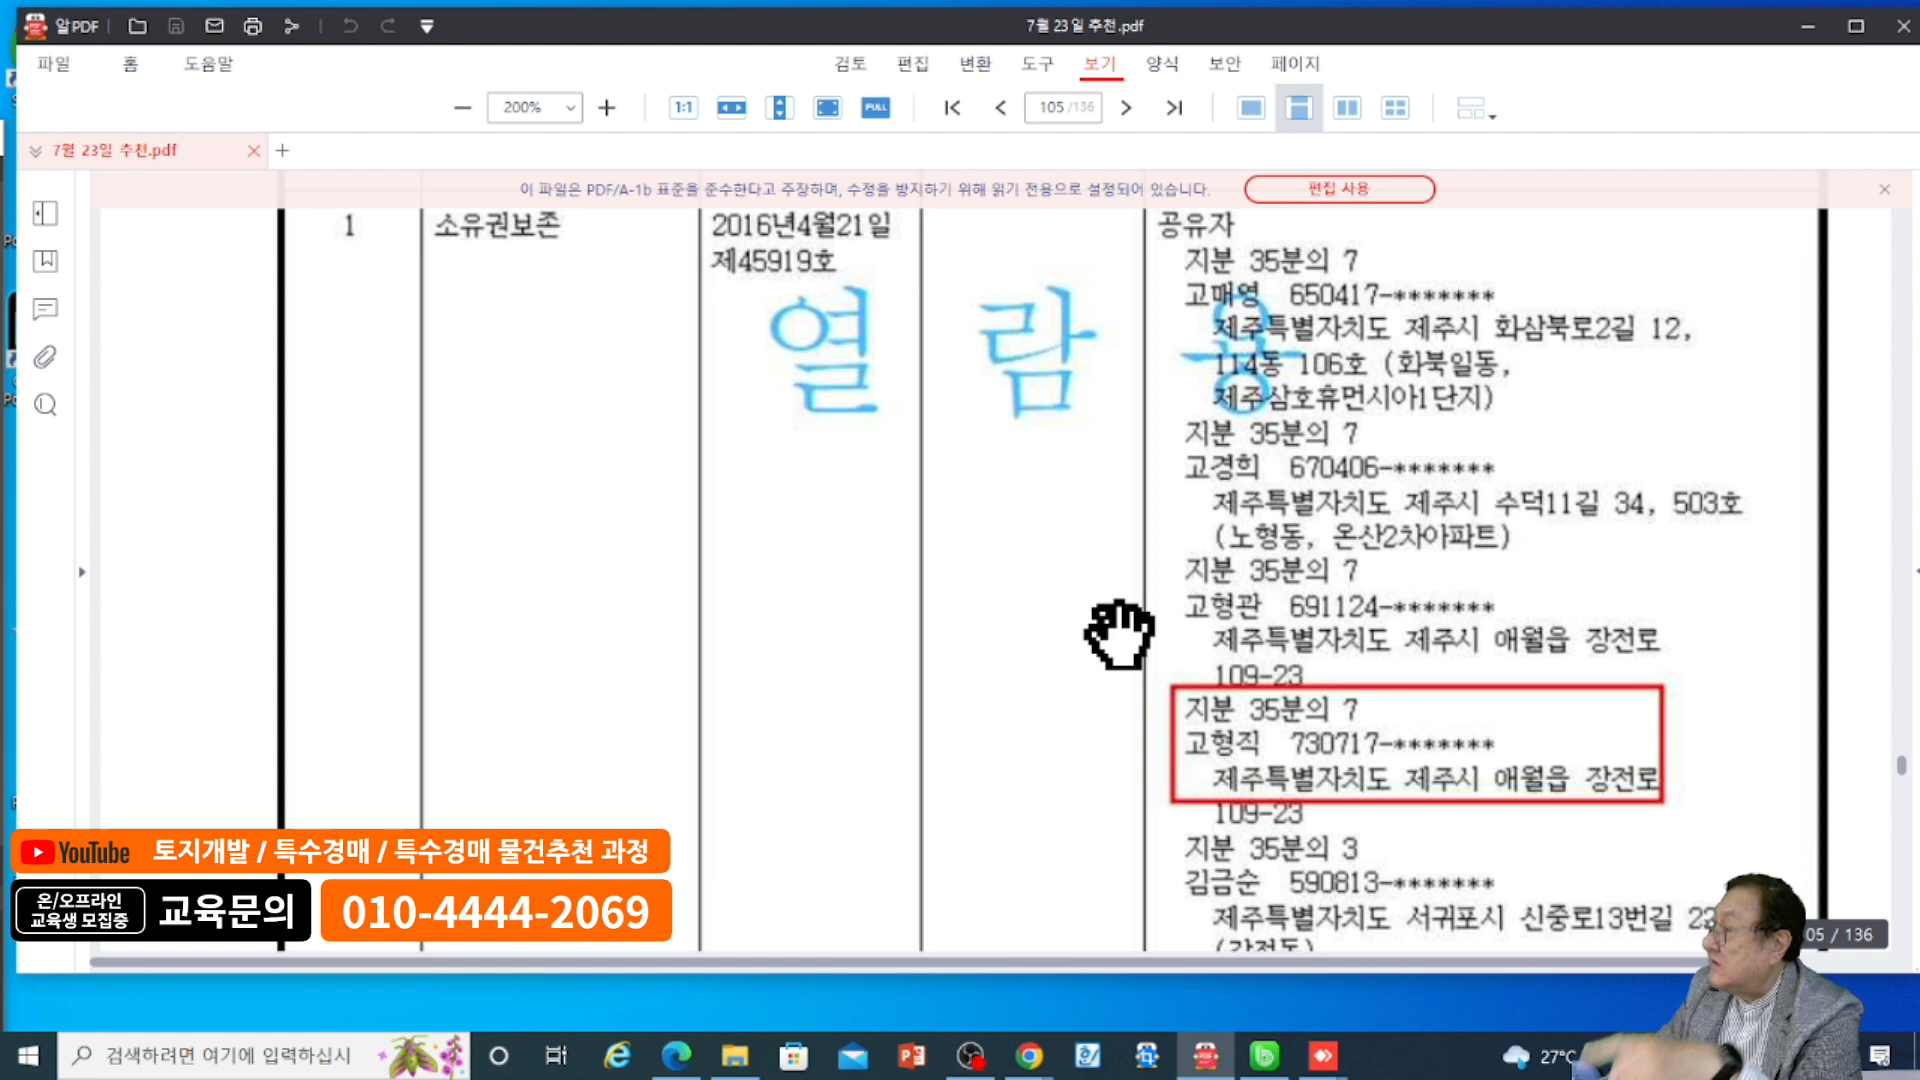 알PDF
7월 23일 추천.pdf
파일 홈 도움말 검토 편집 변환 도구 보기 양식 보안 페이지
200% 1:1 FULL 105 /136
7월 23일 추천.pdf
이 파일은 PDF/A-1b 표준을 준수한다고 주장하며, 수정을 방지하기 위해 읽기 전용으로 설정되어 있습니다. 편집 사용
1 소유권보존 2016년4월21일 공유자
제45919호 지분 35분의 7
고매영 650417-*******
제주특별자치도 제주시 화삼북로2길 12,
114동 106호 (화북일동,
제주삼호휴먼시아1단지)
열 람 용
지분 35분의 7
고경희 670406-*******
제주특별자치도 제주시 수덕11길 34, 503호
(노형동, 온산2차아파트)
지분 35분의 7
고형관 691124-*******
제주특별자치도 제주시 애월읍 장전로
109-23
지분 35분의 7
고형직 730717-*******
제주특별자치도 제주시 애월읍 장전로
109-23
지분 35분의 3
김금순 590813-*******
제주특별자치도 서귀포시 신중로13번길
05 / 136
YouTube 토지개발 / 특수경매 / 특수경매 물건추천 과정
온/오프라인
교육생 모집중
교육문의 010-4444-2069
검색하려면 여기에 입력하십시
27°C